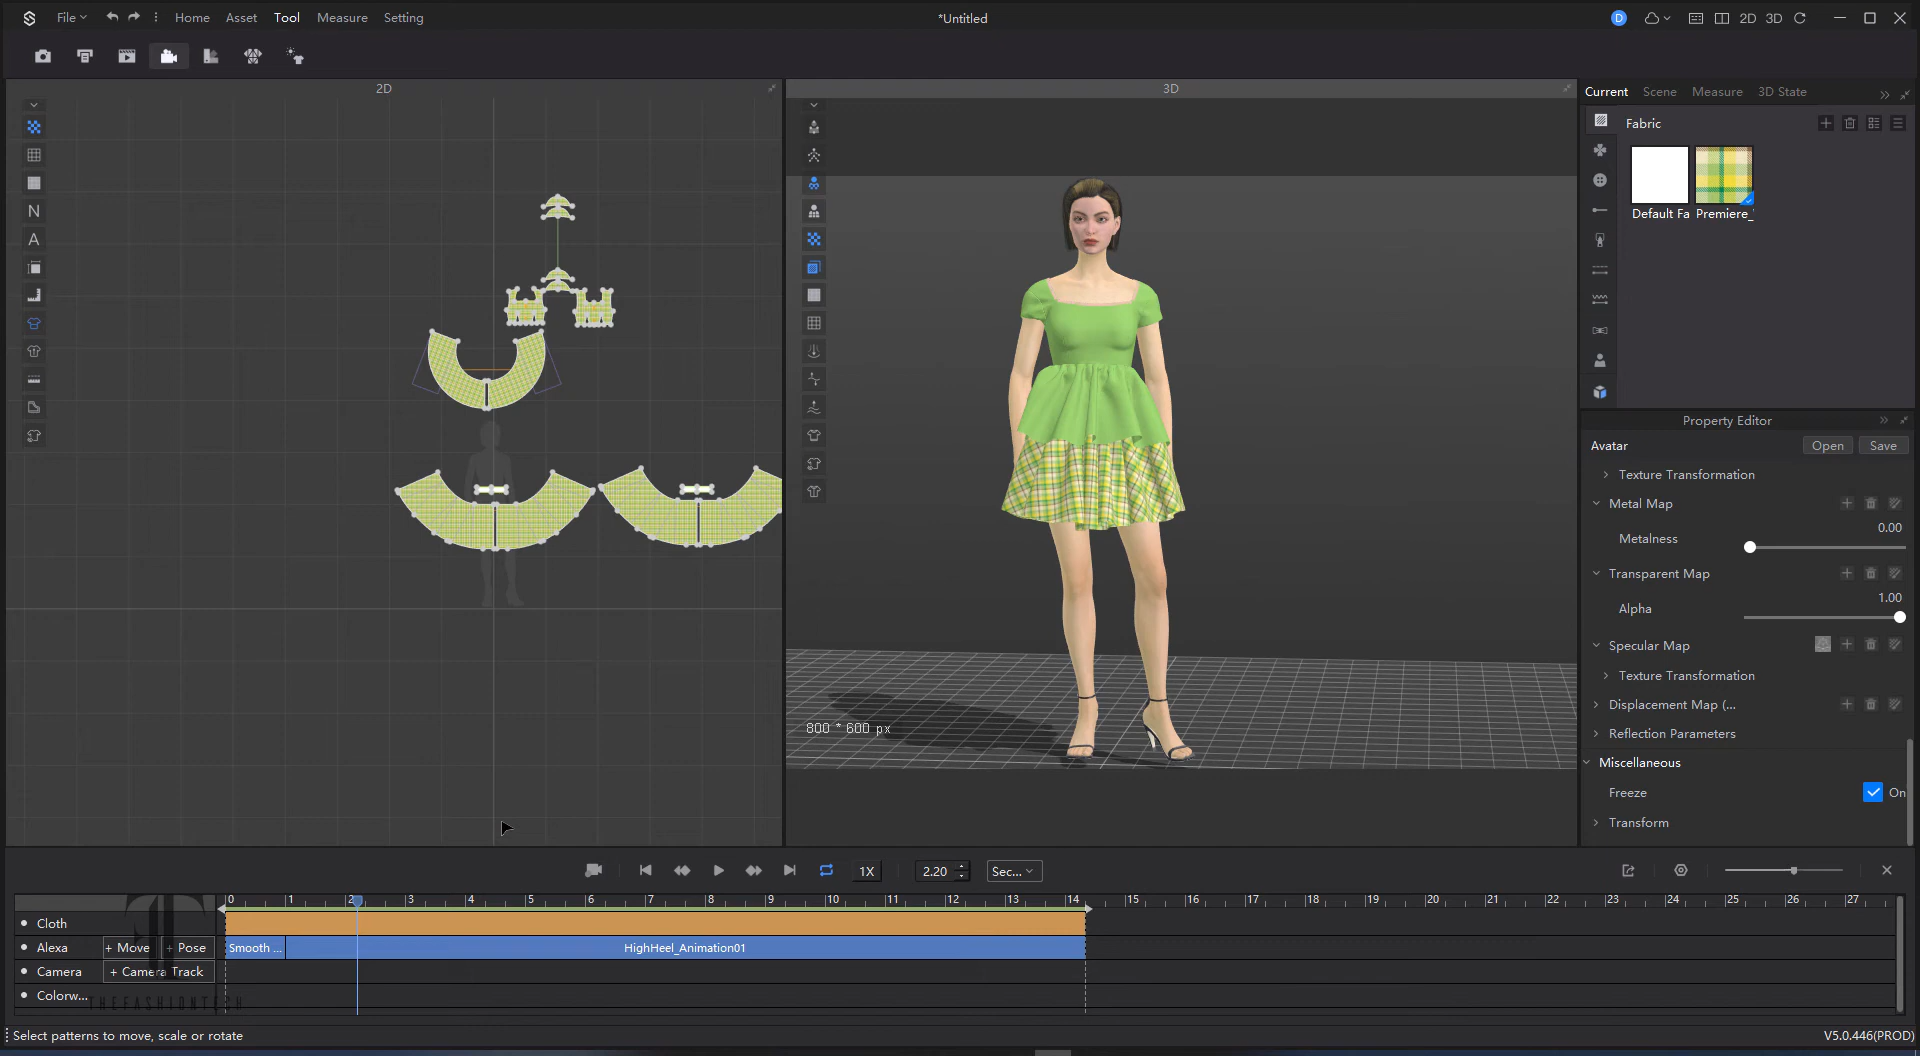 File
Home
Asset
Tool
Measure
Setting
*Untitled
D
2D
3D
2D
3D
N
A
800 * 600 px
Current
Scene
Measure
3D State
Fabric
Default Fa
Premiere_
Property Editor
Avatar
Open
Save
Texture Transformation
Metal Map
0.00
Metalness
Transparent Map
1.00
Alpha
Specular Map
Texture Transformation
Displacement Map (...
Reflection Parameters
Miscellaneous
Freeze
On
Transform
1X
2.20
Sec...
0 1 2 3 4 5 6 7 8 9 10 11 12 13 14 15 16 17 18 19 20 21 22 23 24 25 26 27
Cloth
Alexa
+ Move
+ Pose
Smooth ...
HighHeel_Animation01
Camera
+ Camera Track
Colorw...
THEFASHIONTECH
Select patterns to move, scale or rotate
V5.0.446(PROD)